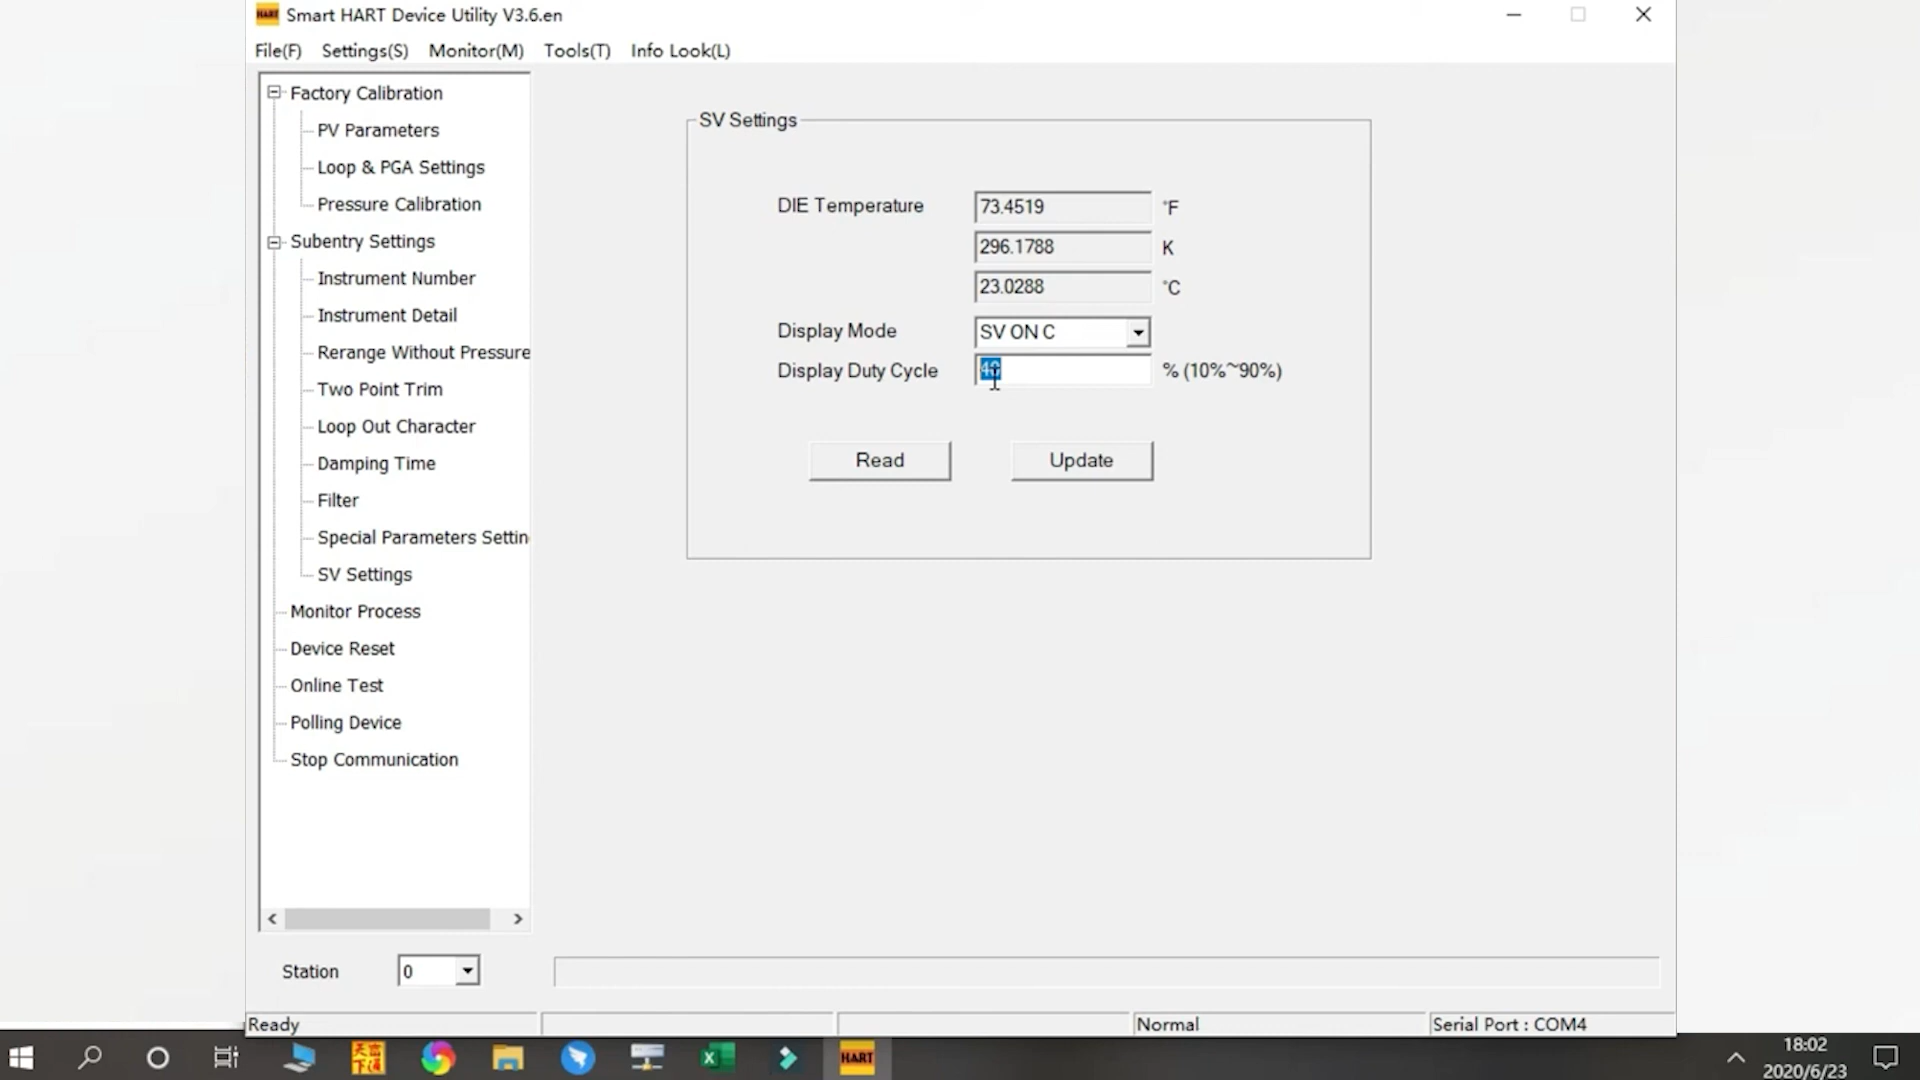 HART Smart HART Device Utility V3.6.en
File(F) Settings(S) Monitor(M) Tools(T) Info Look(L)
Factory Calibration
PV Parameters
Loop & PGA Settings
Pressure Calibration
Subentry Settings
Instrument Number
Instrument Detail
Rerange Without Pressure
Two Point Trim
Loop Out Character
Damping Time
Filter
Special Parameters Settin
SV Settings
Monitor Process
Device Reset
Online Test
Polling Device
Stop Communication
SV Settings
DIE Temperature 73.4519 °F
296.1788 K
23.0288 °C
Display Mode SV ON C
Display Duty Cycle % (10%~90%)
Read Update
Station 0
Ready Normal Serial Port : COM4
HART
18:02
2020/6/23